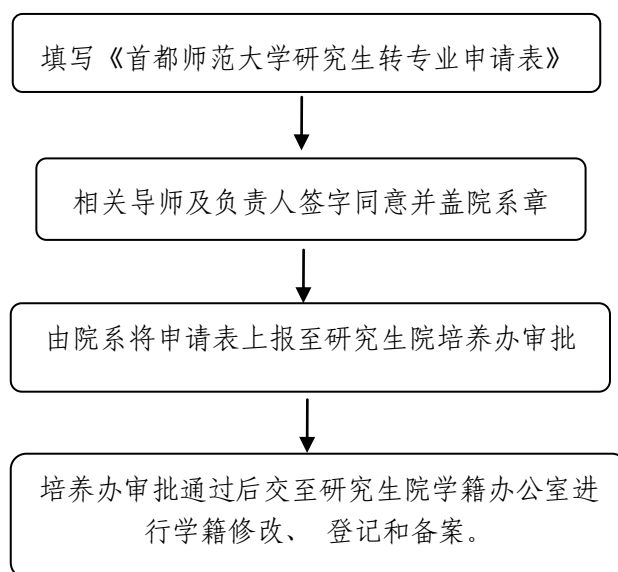 填写《首都师范大学研究生转专业申请表》
相关导师及负责人签字同意并盖院系章
由院系将申请表上报至研究生院培养办审批
培养办审批通过后交至研究生院学籍办公室进
行学籍修改、 登记和备案。